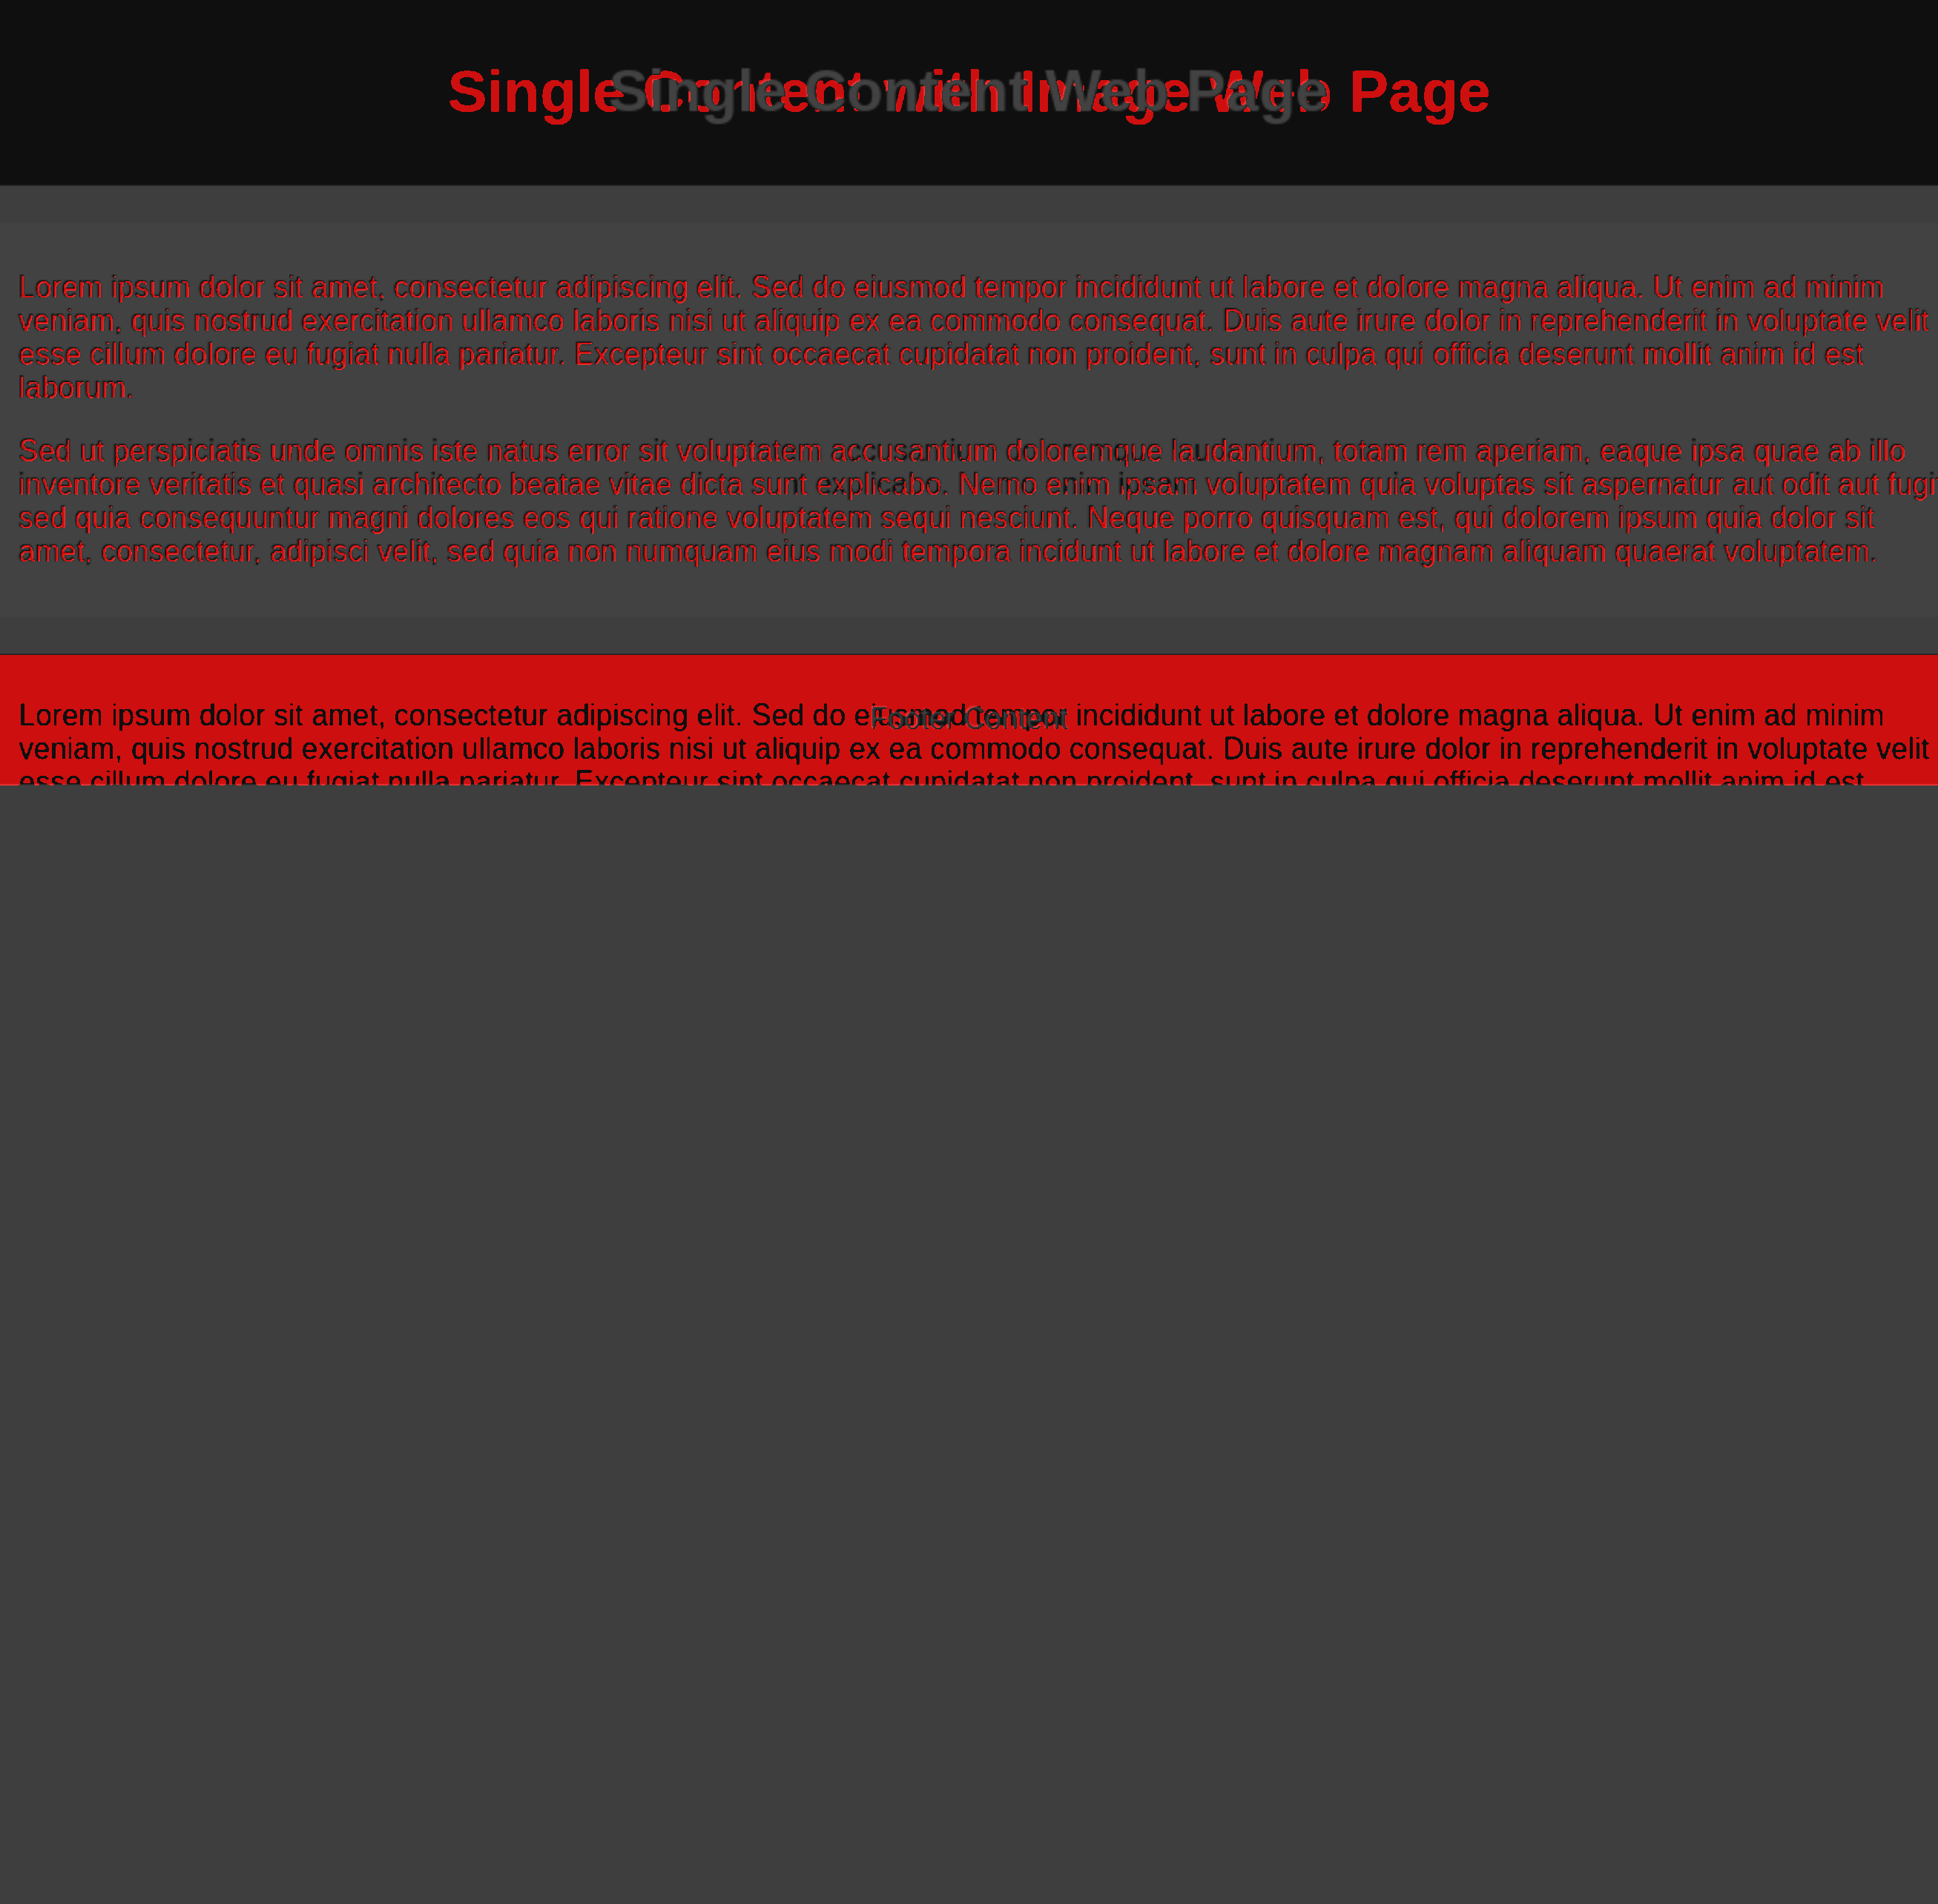 Single Content with Image Web Page
Single Content Web Page
Lorem ipsum dolor sit amet, consectetur adipiscing elit. Sed do eiusmod tempor incididunt ut labore et dolore magna aliqua. Ut enim ad minim
veniam, quis nostrud exercitation ullamco laboris nisi ut aliquip ex ea commodo consequat. Duis aute irure dolor in reprehenderit in voluptate velit
esse cillum dolore eu fugiat nulla pariatur. Excepteur sint occaecat cupidatat non proident, sunt in culpa qui officia deserunt mollit anim id est
laborum.
Sed ut perspiciatis unde omnis iste natus error sit voluptatem accusantium doloremque laudantium, totam rem aperiam, eaque ipsa quae ab illo
inventore veritatis et quasi architecto beatae vitae dicta sunt explicabo. Nemo enim ipsam voluptatem quia voluptas sit aspernatur aut odit aut fugi
sed quia consequuntur magni dolores eos qui ratione voluptatem sequi nesciunt. Neque porro quisquam est, qui dolorem ipsum quia dolor sit
amet, consectetur, adipisci velit, sed quia non numquam eius modi tempora incidunt ut labore et dolore magnam aliquam quaerat voluptatem.
Lorem ipsum dolor sit amet, consectetur adipiscing elit. Sed do eiusmod tempor incididunt ut labore et dolore magna aliqua. Ut enim ad minim
Footer Content
veniam, quis nostrud exercitation ullamco laboris nisi ut aliquip ex ea commodo consequat. Duis aute irure dolor in reprehenderit in voluptate velit
esse cillum dolore eu fugiat nulla pariatur. Excepteur sint occaecat cupidatat non proident, sunt in culpa qui officia deserunt mollit anim id est